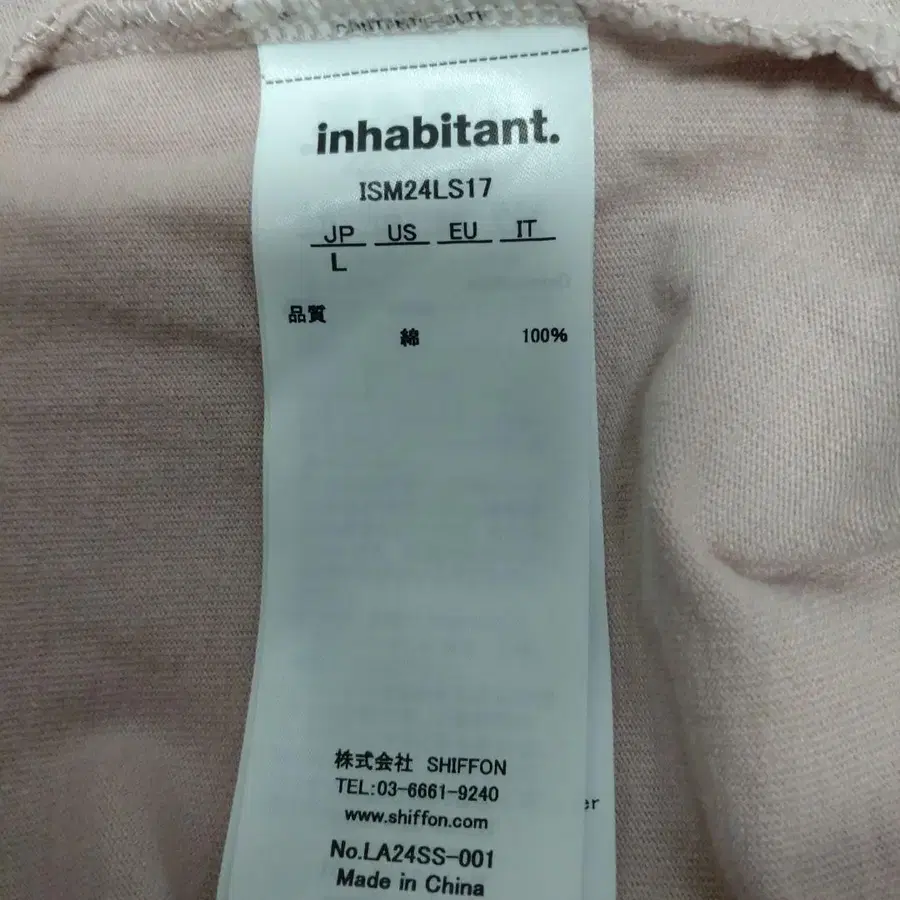 inhabitant.
ISM24LS17
JP US EU IT
L
品質
綿 100%
株式会社 SHIFFON
TEL:03-6661-9240
www.shiffon.com
No.LA24SS-001
Made in China
er